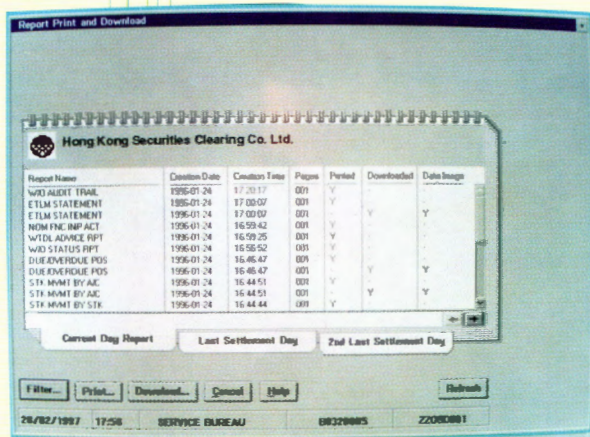 Report Print and Download
Hong Kong Securities Clearing Co. Ltd.
Report Name Creation Date Creation Time Pages Printed Downloaded Data Image
W/O AUDIT TRAIL 1996-01-24 17:20:17 001 Y - -
ETLM STATEMENT 1996-01-24 17:00:07 001 Y - -
ETLM STATEMENT 1996-01-24 17:00:07 001 - Y Y
NOM FNC INP ACT 1996-01-24 16:59:42 001 Y - -
WTDL ADVICE RPT 1996-01-24 16:59:25 001 Y - -
W/O STATUS RPT 1996-01-24 16:58:52 001 Y - -
DUE/OVERDUE POS 1996-01-24 16:46:47 001 Y - -
DUE/OVERDUE POS 1996-01-24 16:46:47 001 - Y Y
STK MVMT BY A/C 1996-01-24 16:44:51 001 Y - -
STK MVMT BY A/C 1996-01-24 16:44:51 001 - Y Y
STK MVMT BY STK 1996-01-24 16:44:44 001 Y - -
Current Day Report Last Settlement Day 2nd Last Settlement Day
Filter... Print... Download... Cancel Help Refresh
20/02/1997 17:56 SERVICE BUREAU